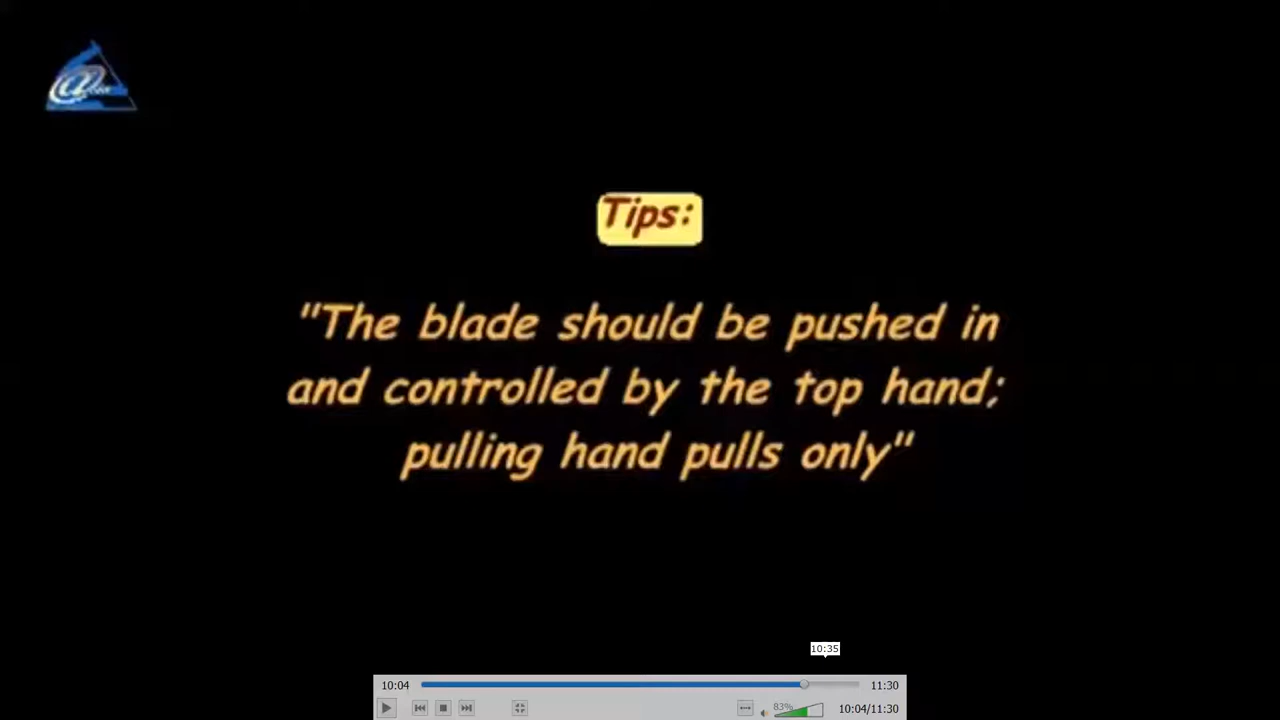 Tips:
"The blade should be pushed in
and controlled by the top hand;
pulling hand pulls only"
10:35
10:04
11:30
83%
10:04/11:30